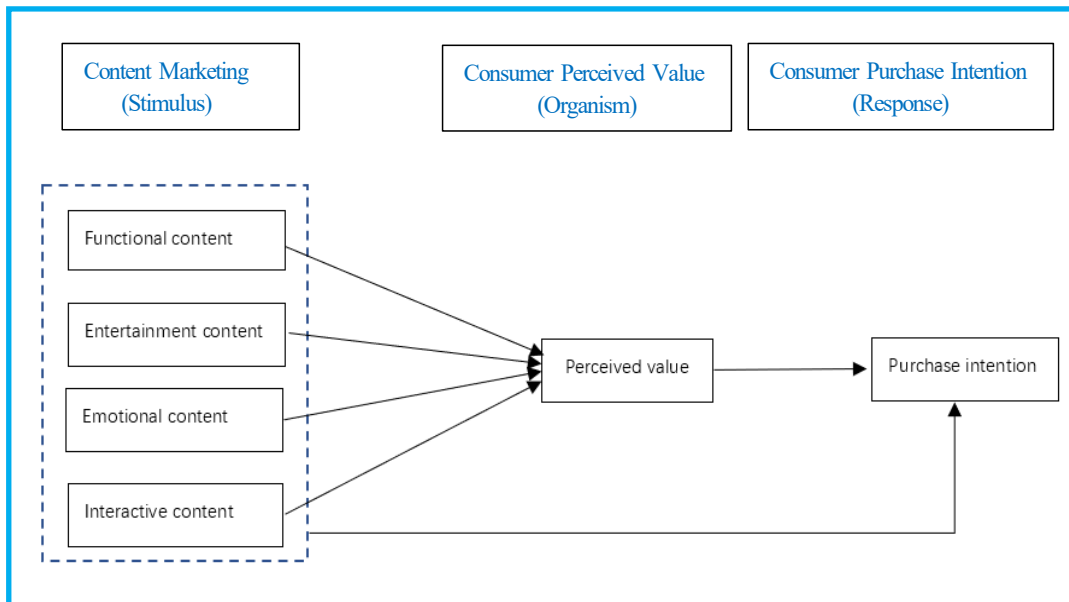 Content Marketing
(Stimulus)
Consumer Perceived Value
(Organism)
Consumer Purchase Intention
(Response)
Functional content
Entertainment content
Emotional content
Interactive content
Perceived value
Purchase intention